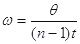 ω = θ / (n−1)t